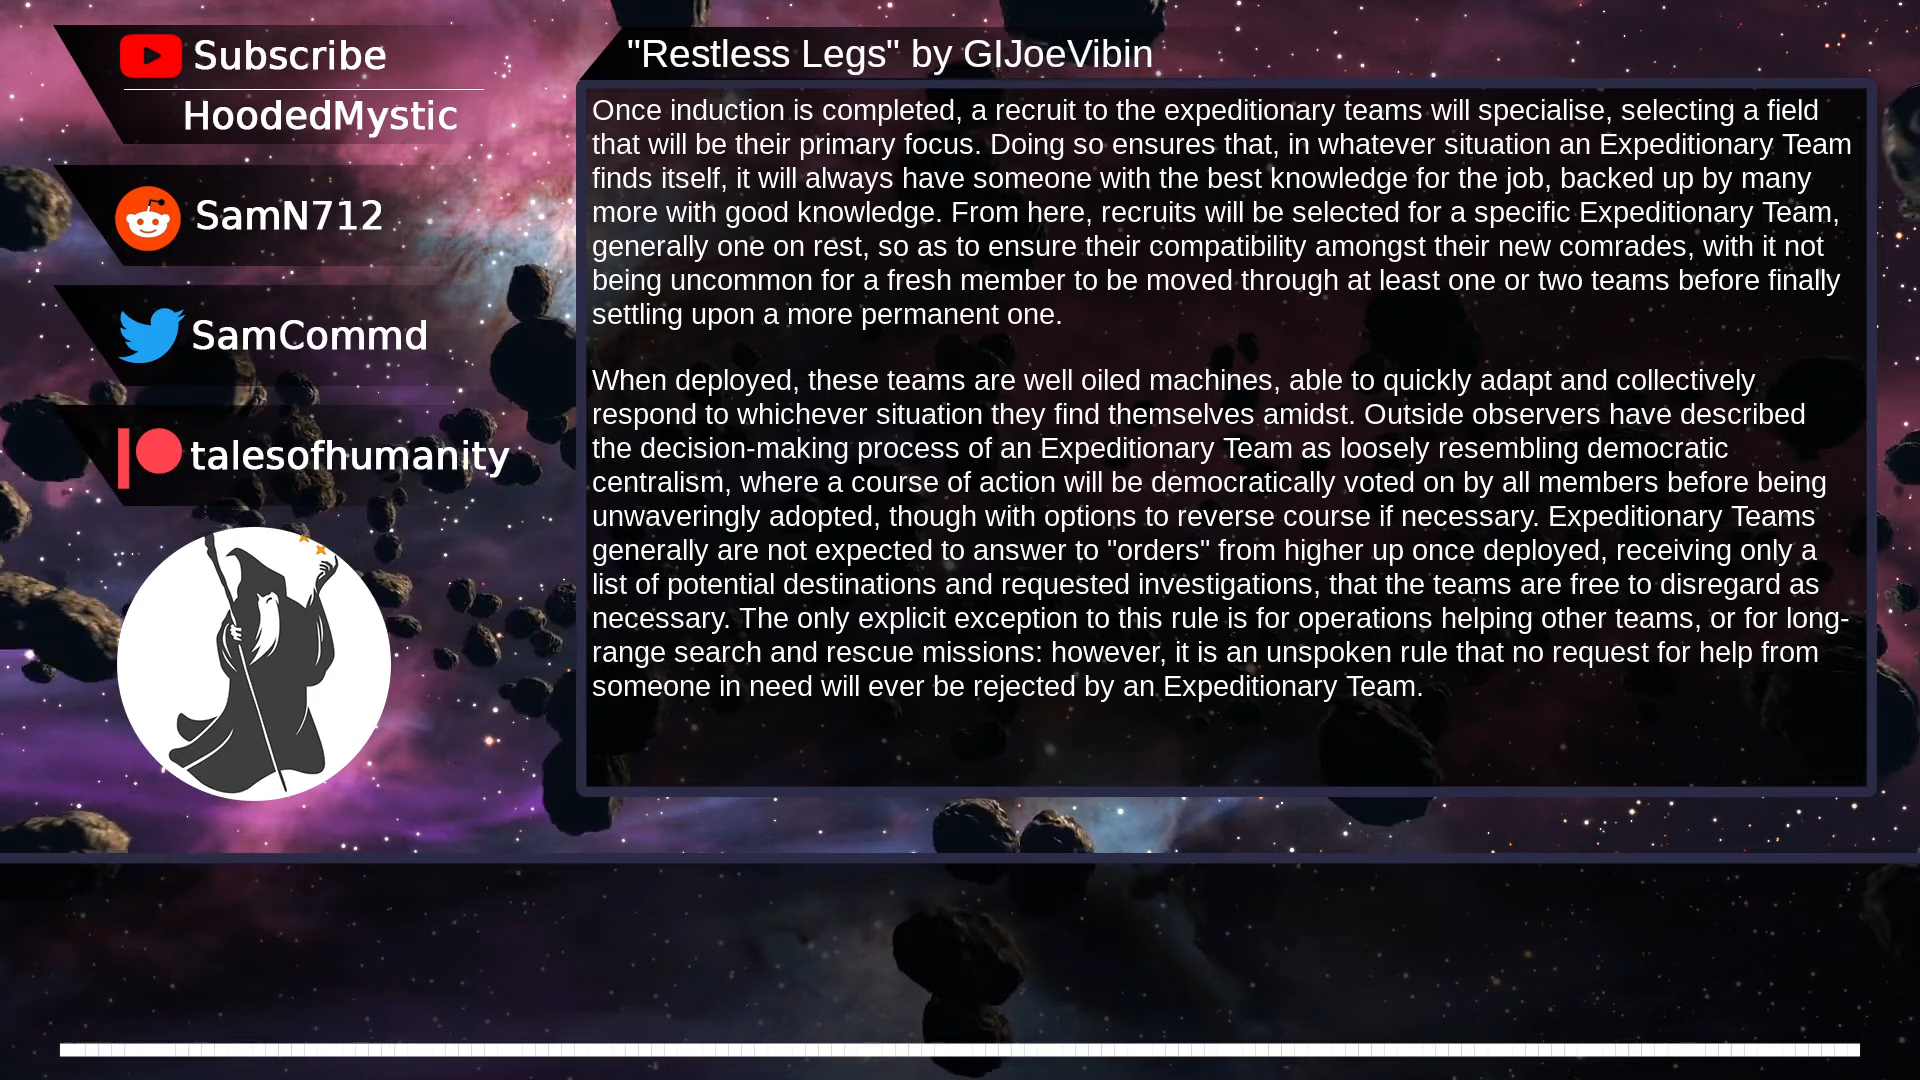 Subscribe
HoodedMystic
SamN712
SamCommd
talesofhumanity
"Restless Legs" by GIJoeVibin
Once induction is completed, a recruit to the expeditionary teams will specialise, selecting a field
that will be their primary focus. Doing so ensures that, in whatever situation an Expeditionary Team
finds itself, it will always have someone with the best knowledge for the job, backed up by many
more with good knowledge. From here, recruits will be selected for a specific Expeditionary Team,
generally one on rest, so as to ensure their compatibility amongst their new comrades, with it not
being uncommon for a fresh member to be moved through at least one or two teams before finally
settling upon a more permanent one.
When deployed, these teams are well oiled machines, able to quickly adapt and collectively
respond to whichever situation they find themselves amidst. Outside observers have described
the decision-making process of an Expeditionary Team as loosely resembling democratic
centralism, where a course of action will be democratically voted on by all members before being
unwaveringly adopted, though with options to reverse course if necessary. Expeditionary Teams
generally are not expected to answer to "orders" from higher up once deployed, receiving only a
list of potential destinations and requested investigations, that the teams are free to disregard as
necessary. The only explicit exception to this rule is for operations helping other teams, or for long-
range search and rescue missions: however, it is an unspoken rule that no request for help from
someone in need will ever be rejected by an Expeditionary Team.